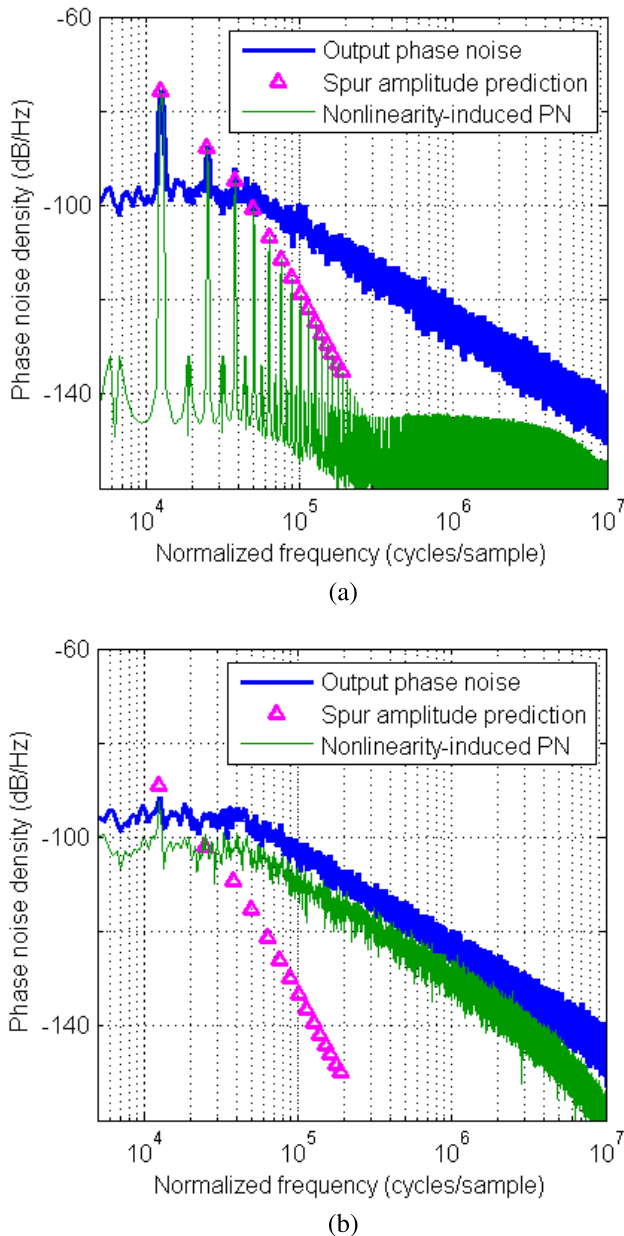 -60
-100
-140
Phase noise density (dB/Hz)
Output phase noise
Spur amplitude prediction
Nonlinearity-induced PN
10^4
10^5
10^6
10^7
Normalized frequency (cycles/sample)
(a)
-60
-100
-140
Phase noise density (dB/Hz)
Output phase noise
Spur amplitude prediction
Nonlinearity-induced PN
10^4
10^5
10^6
10^7
Normalized frequency (cycles/sample)
(b)